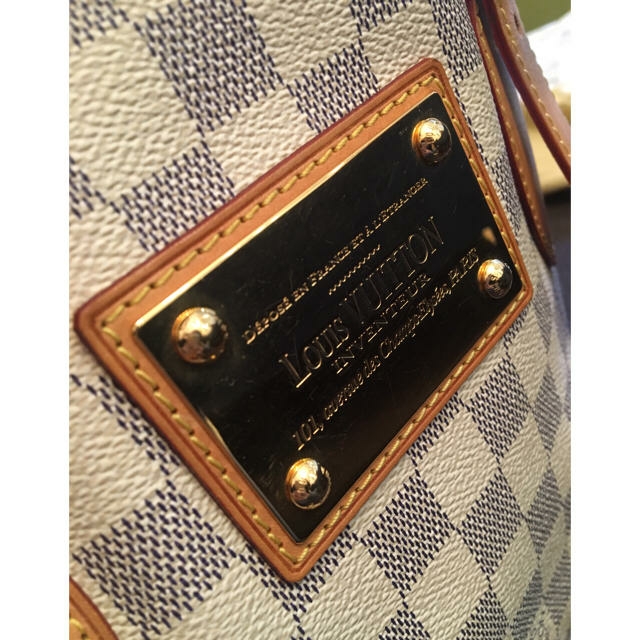 DÉPOSÉ EN FRANCE ET A L'ÉTRANGER
LOUIS VUITTON
INVENTEUR
101, avenue des Champs-Elysées, PARIS